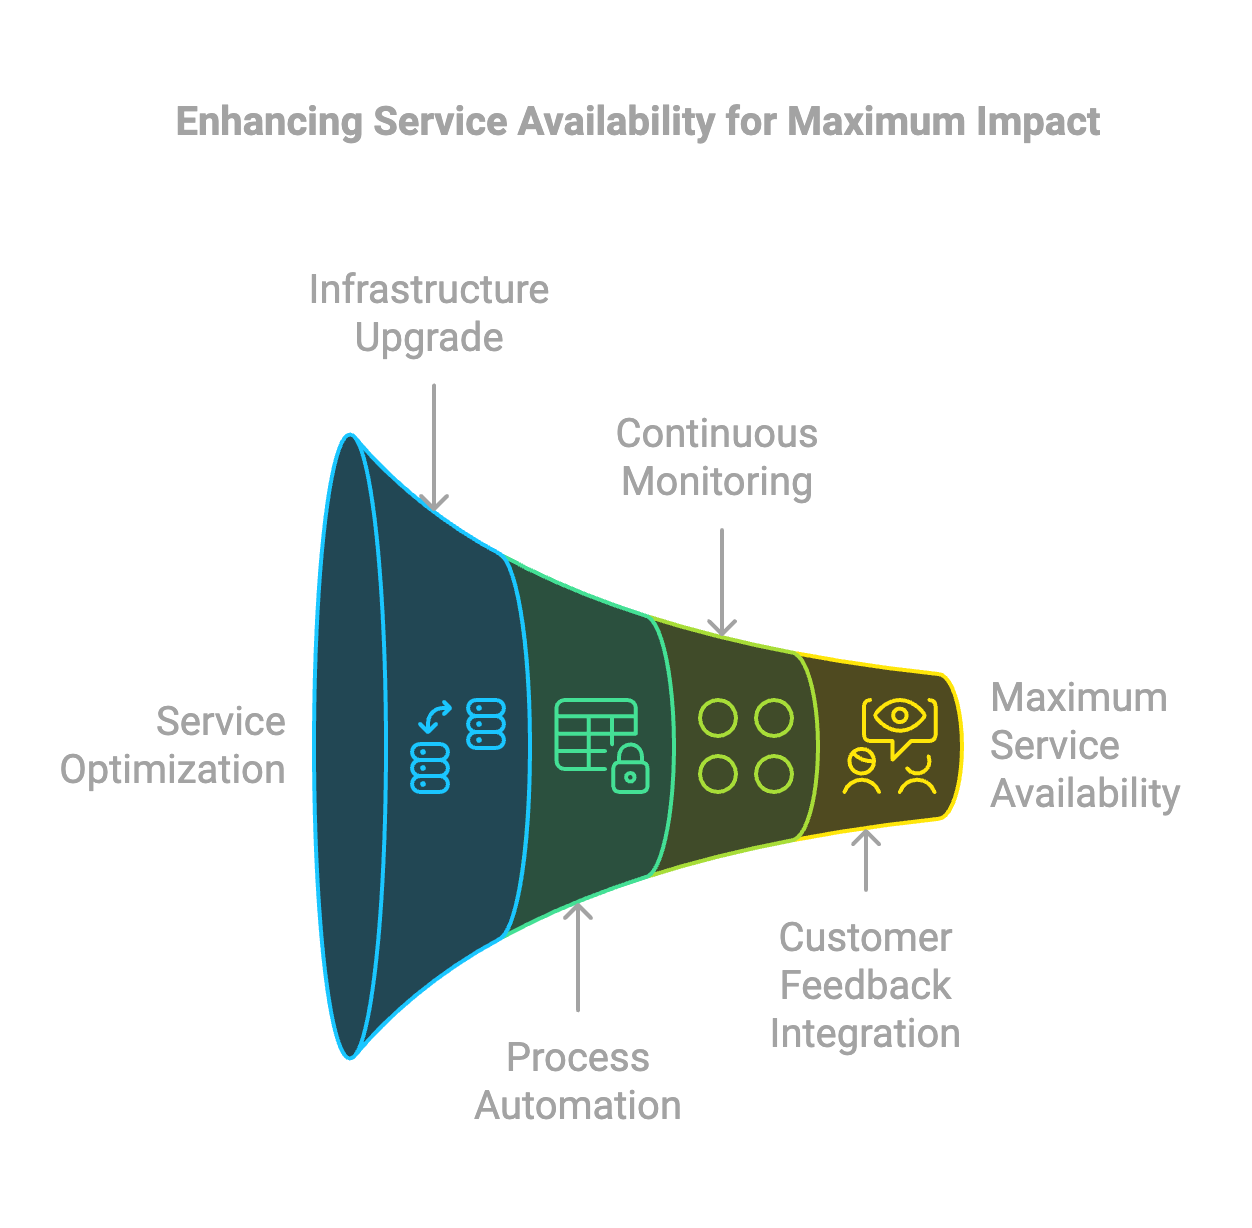 Enhancing Service Availability for Maximum Impact
Infrastructure
Upgrade
Continuous
Monitoring
Service
Optimization
Maximum
Service
Availability
Customer
Feedback
Integration
Process
Automation